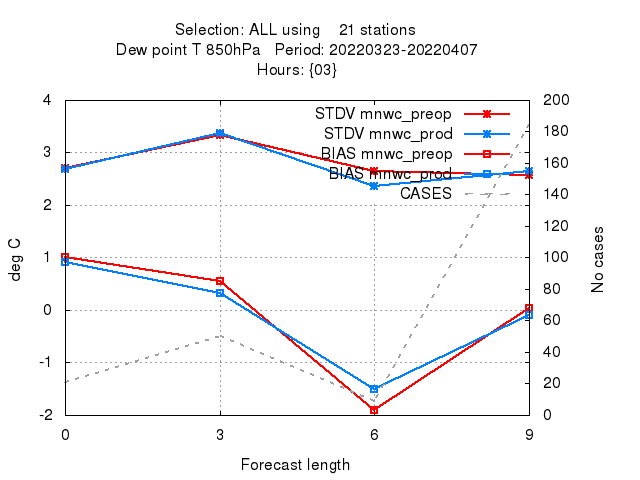 Selection: ALL using    21 stations
Dew point T 850hPa   Period: 20220323-20220407
Hours: {03}
STDV mnwc_preop
STDV mnwc_prod
BIAS mnwc_preop
BIAS mnwc_prod
CASES
4
3
2
1
0
-1
-2
deg C
200
180
160
140
120
100
80
60
40
20
0
No cases
0 3 6 9
Forecast length